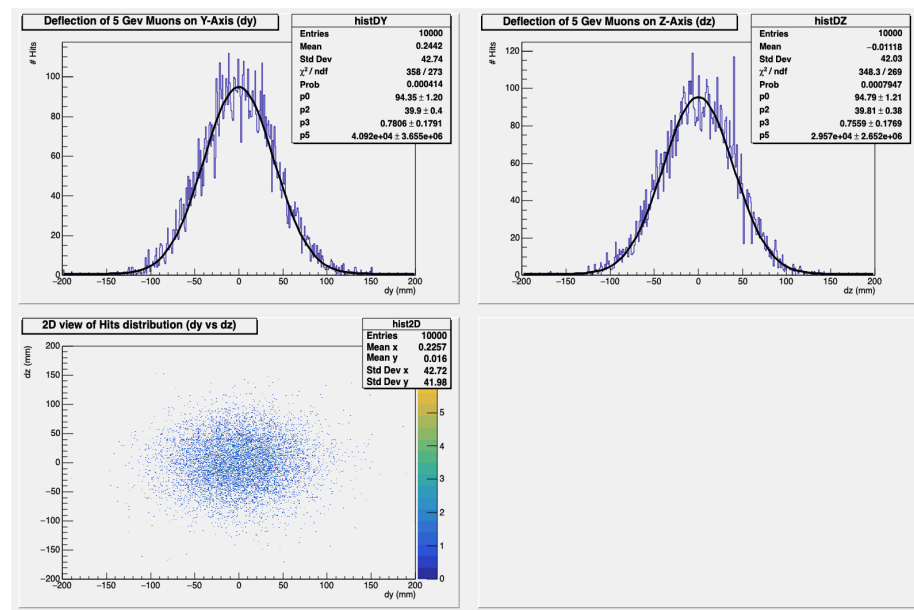 Deflection of 5 Gev Muons on Y-Axis (dy)
histDY
Entries 10000
Mean 0.2442
Std Dev 42.74
χ² / ndf 358 / 273
Prob 0.000414
p0 94.35 ± 1.20
p2 39.9 ± 0.4
p3 0.7806 ± 0.1791
p5 4.092e+04 ± 3.655e+06
# Hits
100
80
60
40
20
0
−200 −150 −100 −50 0 50 100 150 200
dy (mm)
Deflection of 5 Gev Muons on Z-Axis (dz)
histDZ
Entries 10000
Mean −0.01118
Std Dev 42.03
χ² / ndf 348.3 / 269
Prob 0.0007947
p0 94.79 ± 1.21
p2 39.81 ± 0.38
p3 0.7559 ± 0.1769
p5 2.957e+04 ± 2.652e+06
# Hits
120
100
80
60
40
20
0
−200 −150 −100 −50 0 50 100 150 200
dz (mm)
2D view of Hits distribution (dy vs dz)
hist2D
Entries 10000
Mean x 0.2257
Mean y 0.016
Std Dev x 42.72
Std Dev y 41.98
dz (mm)
200
150
100
50
0
−50
−100
−150
−200
−200 −150 −100 −50 0 50 100 150 200
dy (mm)
5
4
3
2
1
0